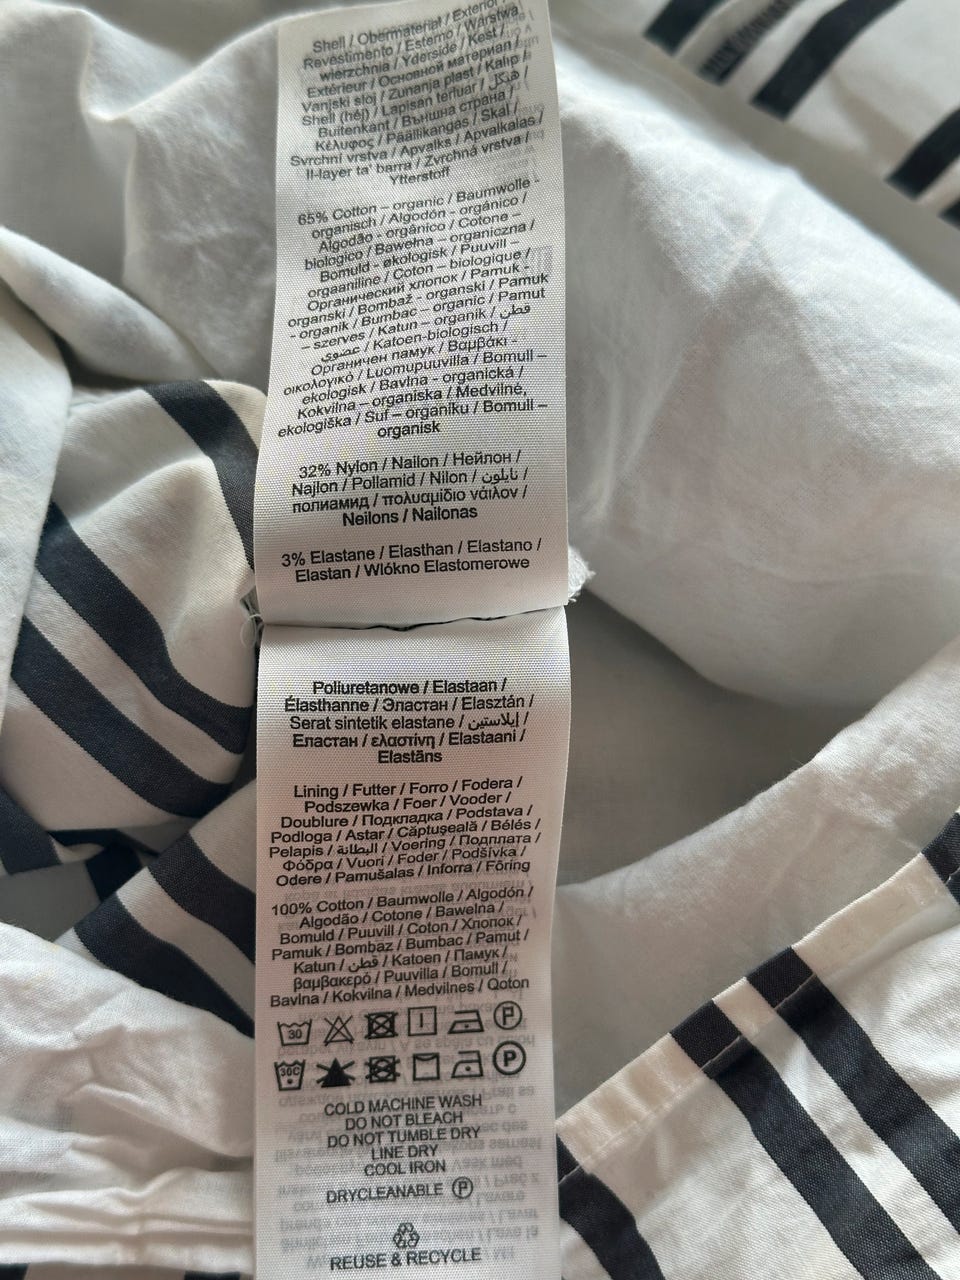 Shell / Obermaterial / Exterior /
Revestimento / Esterno / Warstwa
wierzchnia / Yderside / Kest /
Extérieur / Основной материал /
Vanjski sloj / Zunanja plast / Kalıp /
Shell (héj) / Lapisan terluar / هيكل /
Buitenkant / Външна страна /
Κέλυφος / Päällikangas / Skal /
Svrchní vrstva / Apvalks / Apvalkalas /
Il-layer ta' barra / Zvrchná vrstva /
Ytterstoff
65% Cotton – organic / Baumwolle -
organisch / Algodón - orgánico /
Algodão - orgânico / Cotone –
biologico / Bawełna – organiczna /
Bomuld - økologisk / Puuvill –
orgaaniline / Coton – biologique /
Органический хлопок / Pamuk -
organski / Bombaž - organski / Pamuk
- organik / Bumbac – organic / Pamut
– szerves / Katun – organik / قطن
عضوي / Katoen-biologisch /
Органичен памук / Βαμβάκι -
οικολογικό / Luomupuuvilla / Bomull –
ekologisk / Bavlna - organická /
Kokvilna – organiska / Medvilnė,
ekologiška / Suf – organiku / Bomull –
organisk
32% Nylon / Nailon / Нейлон /
Najlon / Pollamid / Nilon / نايلون /
полиамид / πολυαμίδιο νάιλον /
Neilons / Nailonas
3% Elastane / Elasthan / Elastano /
Elastan / Wlókno Elastomerowe
Poliuretanowe / Elastaan /
Élasthanne / Эластан / Elasztán /
Serat sintetik elastane / إيلاستين /
Еластан / ελαστίνη / Elastaani /
Elastāns
Lining / Futter / Forro / Fodera /
Podszewka / Foer / Vooder /
Doublure / Подкладка / Podstava /
Podloga / Astar / Căptuşeală / Bélés /
Pelapis / البطانة / Voering / Подплата /
Φόδρα / Vuori / Foder / Podšívka /
Odere / Pamušalas / Inforra / Fôring
100% Cotton / Baumwolle / Algodón /
Algodão / Cotone / Bawełna /
Bomuld / Puuvill / Coton / Хлопок /
Pamuk / Bombaz / Bumbac / Pamut /
Katun / قطن / Katoen / Памук /
βαμβακερό / Puuvilla / Bomull /
Bavlna / Kokvilna / Medvilnes / Qoton
30 P
30C P
COLD MACHINE WASH
DO NOT BLEACH
DO NOT TUMBLE DRY
LINE DRY
COOL IRON
DRYCLEANABLE P
REUSE & RECYCLE